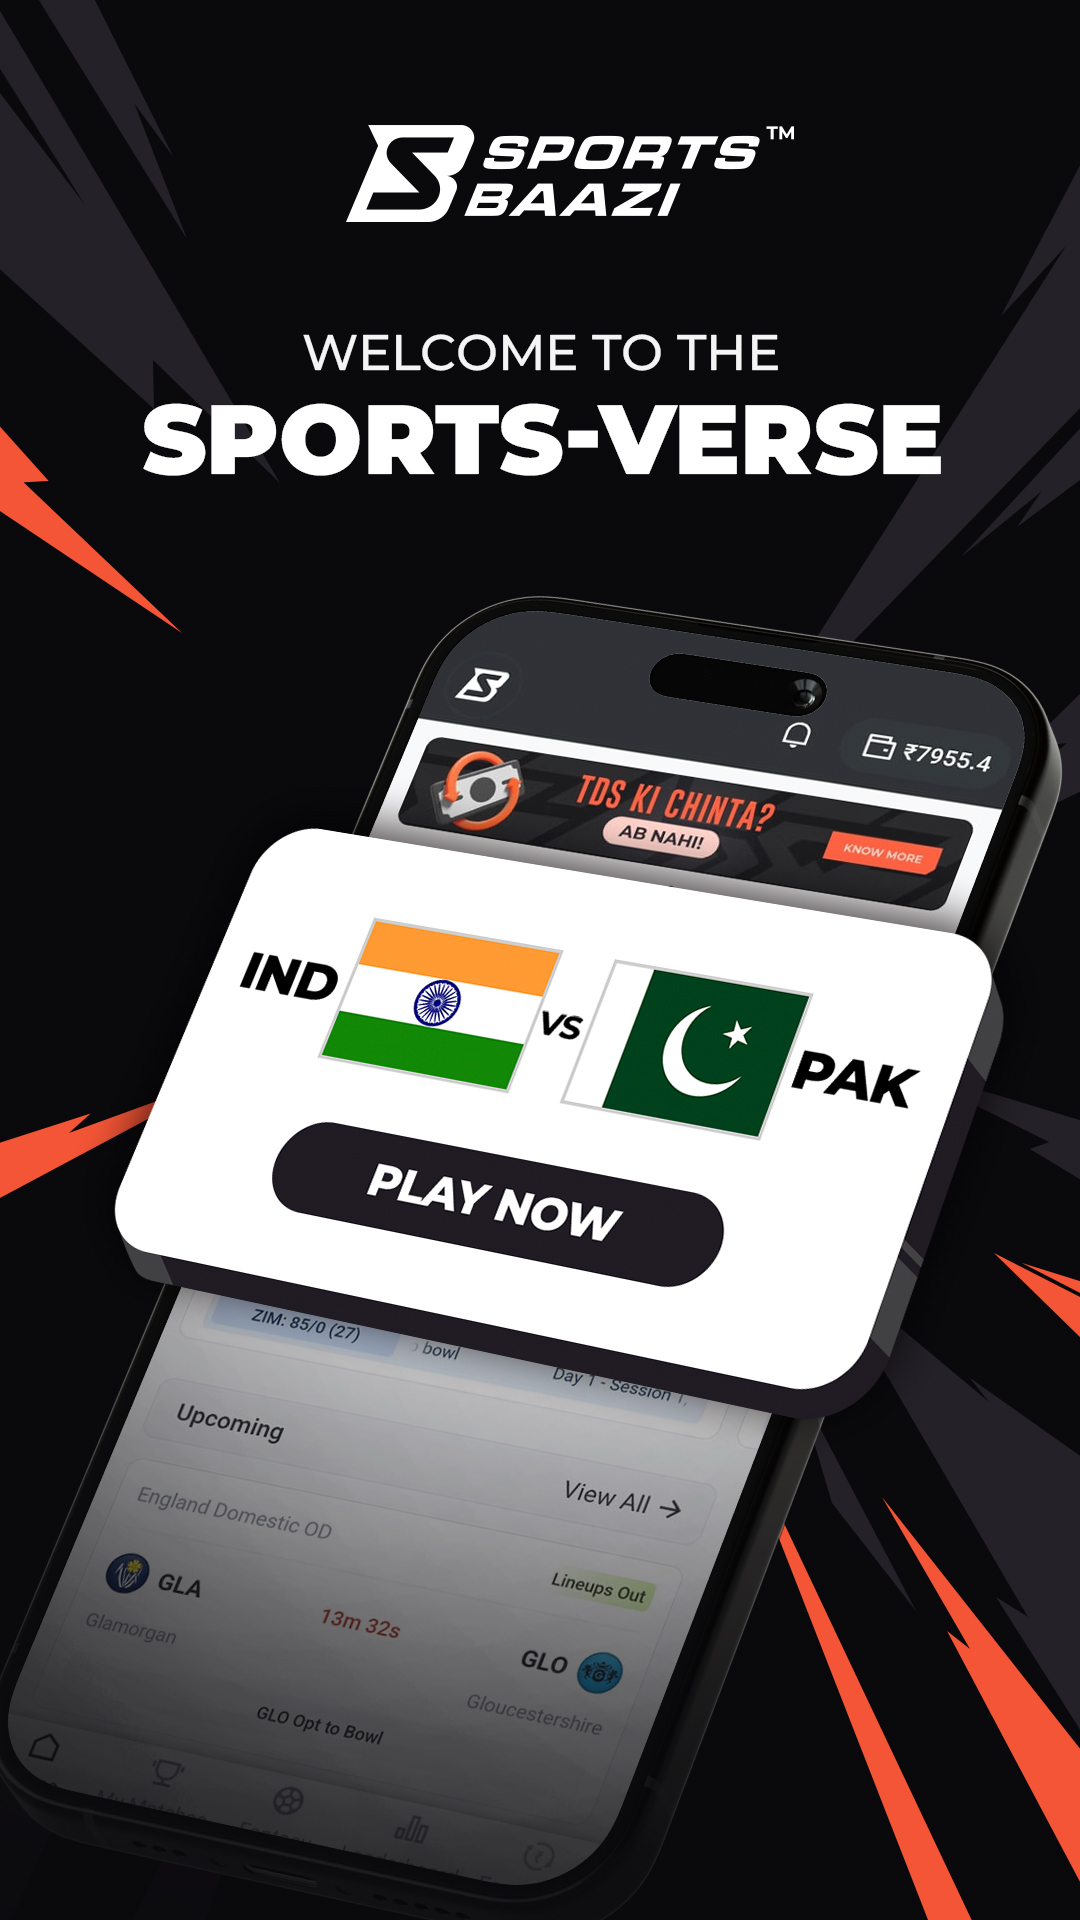 SPORTS™
BAAZI
WELCOME TO THE
SPORTS-VERSE
₹7955.4
TDS KI CHINTA?
AB NAHI!
KNOW MORE
IND
VS
PAK
PLAY NOW
ZIM: 85/0 (27)
bowl
Day 1 - Session 1,
Upcoming
View All →
England Domestic OD
Lineups Out
GLA
13m 32s
Glamorgan
GLO
Gloucestershire
GLO Opt to Bowl
My Matches